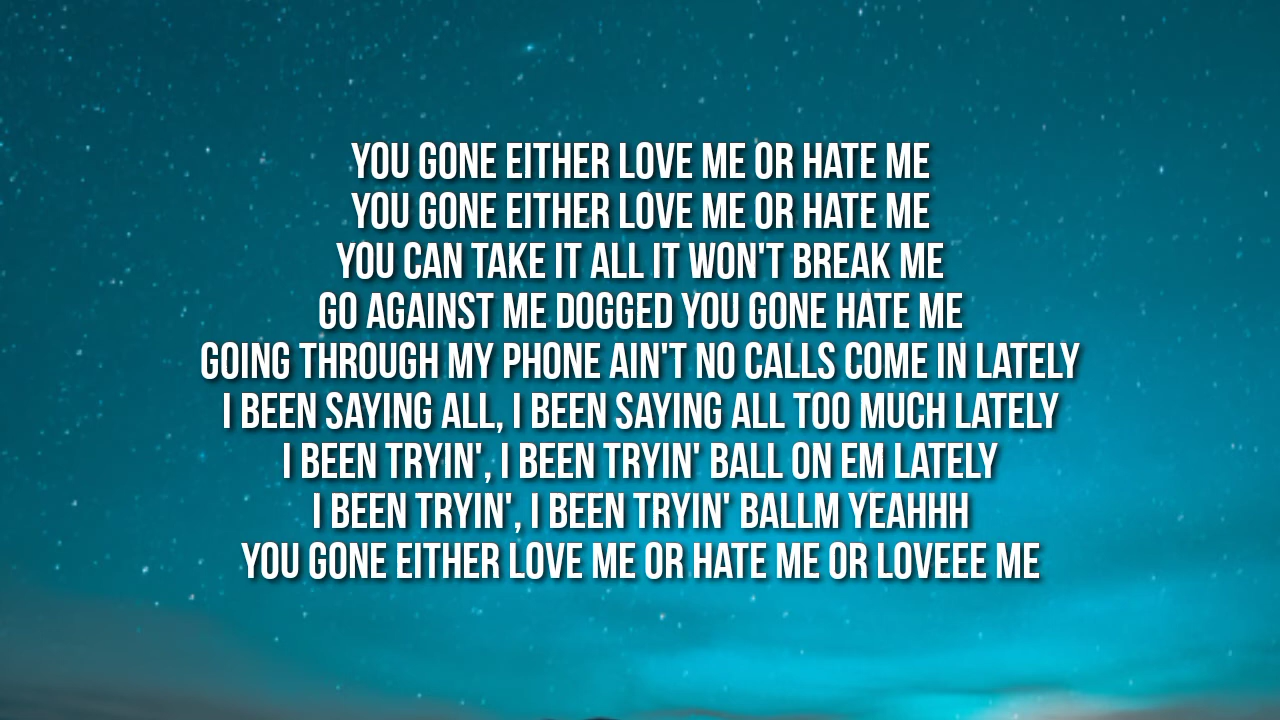 YOU GONE EITHER LOVE ME OR HATE ME
YOU GONE EITHER LOVE ME OR HATE ME
YOU CAN TAKE IT ALL IT WON'T BREAK ME
GO AGAINST ME DOGGED YOU GONE HATE ME
GOING THROUGH MY PHONE AIN'T NO CALLS COME IN LATELY
I BEEN SAYING ALL, I BEEN SAYING ALL TOO MUCH LATELY
I BEEN TRYIN', I BEEN TRYIN' BALL ON EM LATELY
I BEEN TRYIN', I BEEN TRYIN' BALLM YEAHHH
YOU GONE EITHER LOVE ME OR HATE ME OR LOVEEE ME